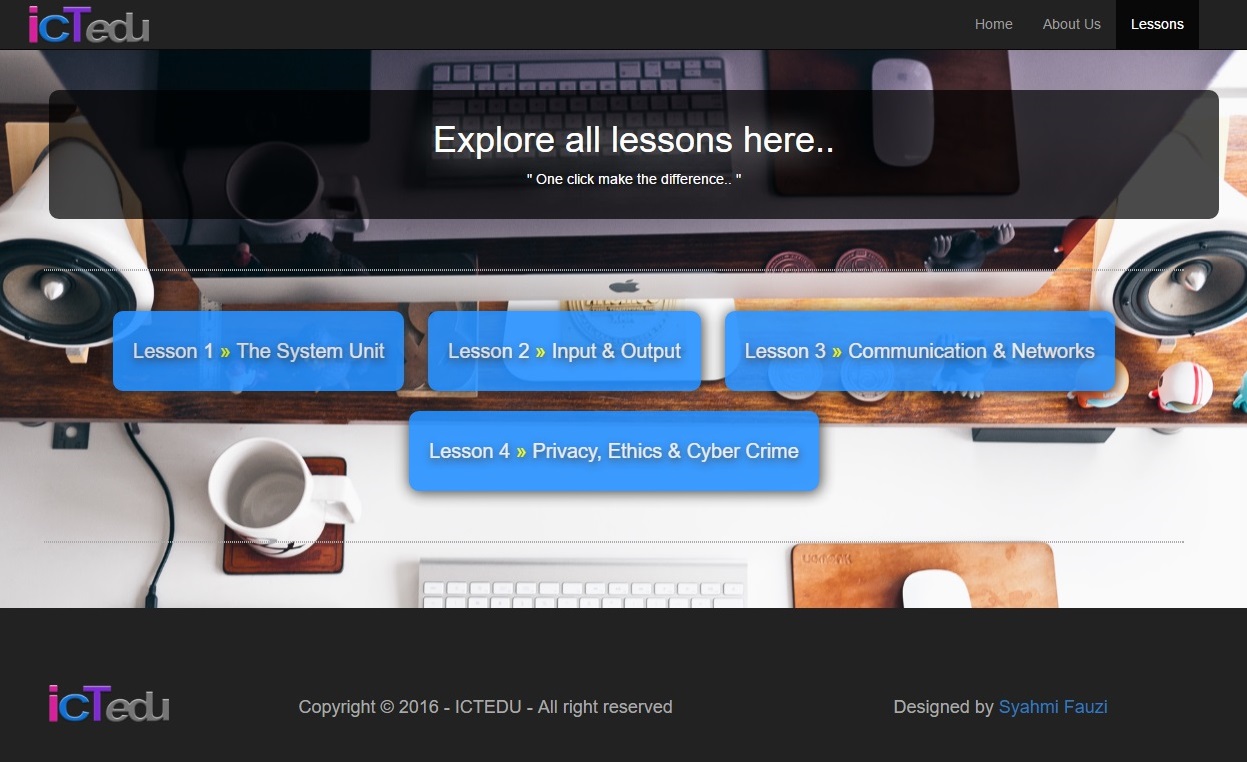 icTedu
Home About Us Lessons
Explore all lessons here..
" One click make the difference.. "
Lesson 1 » The System Unit
Lesson 2 » Input & Output
Lesson 3 » Communication & Networks
Lesson 4 » Privacy, Ethics & Cyber Crime
icTedu
Copyright © 2016 - ICTEDU - All right reserved
Designed by Syahmi Fauzi